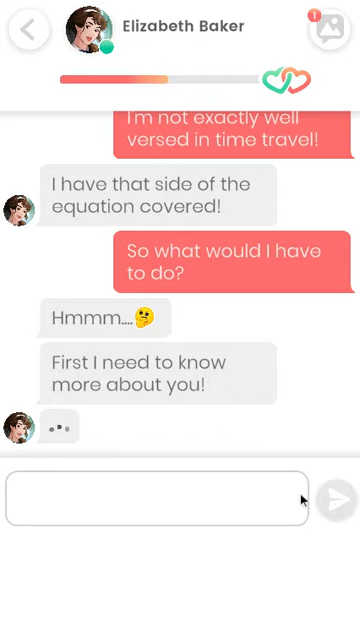 1
Elizabeth Baker
I'm not exactly well
versed in time travel!
I have that side of the
equation covered!
So what would I have
to do?
Hmmm....🤔
First I need to know
more about you!